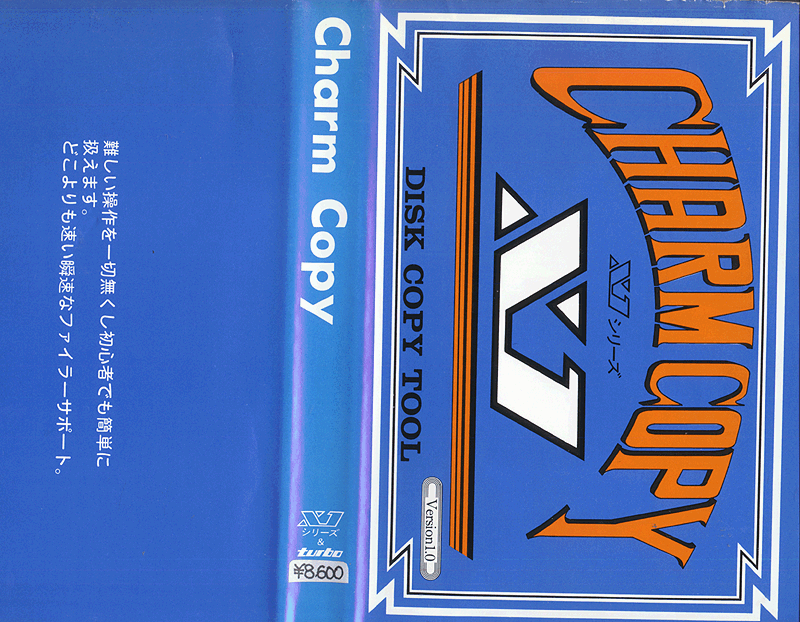 CHARM COPY
X1シリーズ
X1
DISK COPY TOOL
Version1.0
Charm Copy
X1
シリーズ
&
turbo
¥8,600
難しい操作を一切無くし初心者でも簡単に
扱えます。
どこよりも速い瞬速なファイラーサポート。